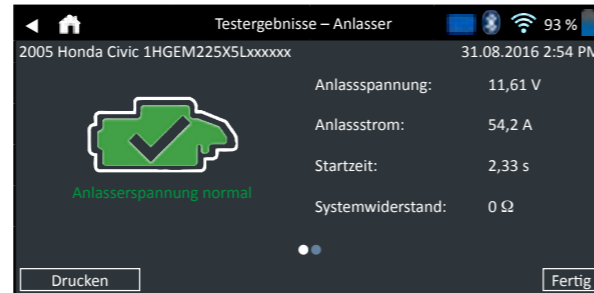 Testergebnisse – Anlasser 93 %
2005 Honda Civic 1HGEM225X5Lxxxxxx 31.08.2016 2:54 PM
Anlassspannung: 11,61 V
Anlassstrom: 54,2 A
Startzeit: 2,33 s
Anlasserspannung normal
Systemwiderstand: 0 Ω
Drucken Fertig